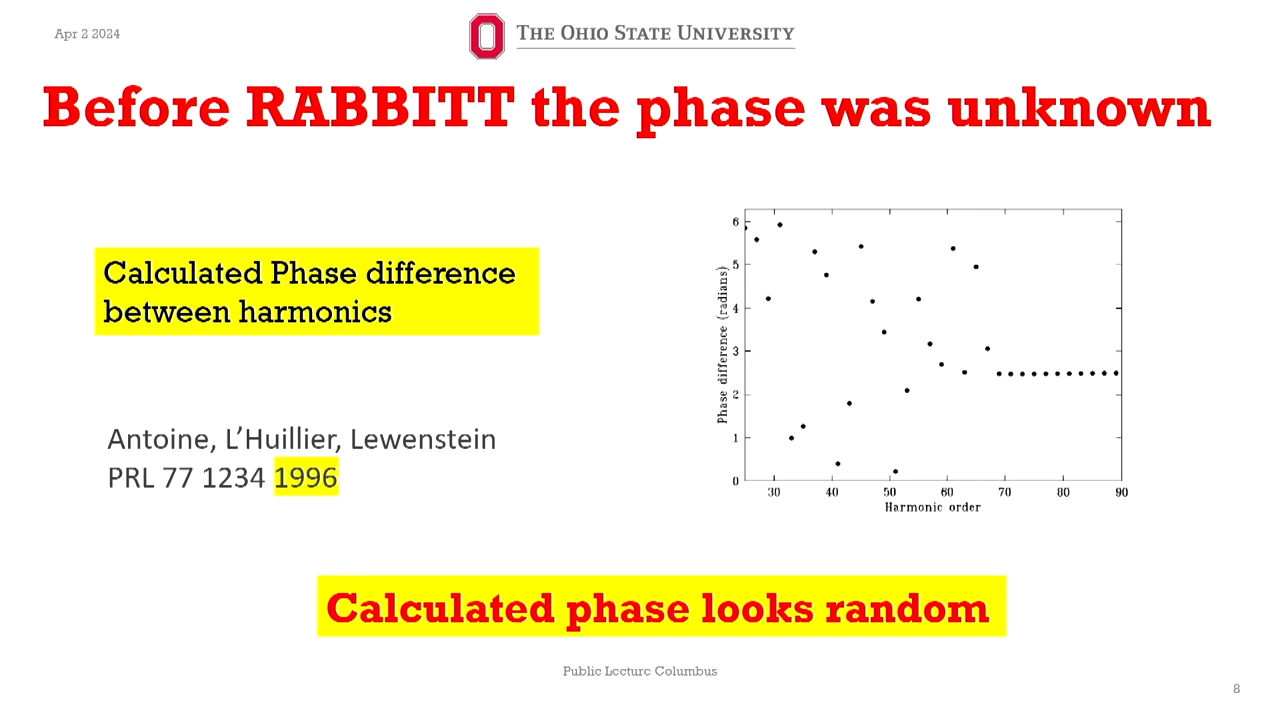 Apr 2 2024
THE OHIO STATE UNIVERSITY
Before RABBITT the phase was unknown
Calculated Phase difference
between harmonics
Antoine, L’Huillier, Lewenstein
PRL 77 1234 1996
Phase difference (radians)
6
5
4
3
2
1
0
30 40 50 60 70 80 90
Harmonic order
Calculated phase looks random
Public Lecture Columbus
8